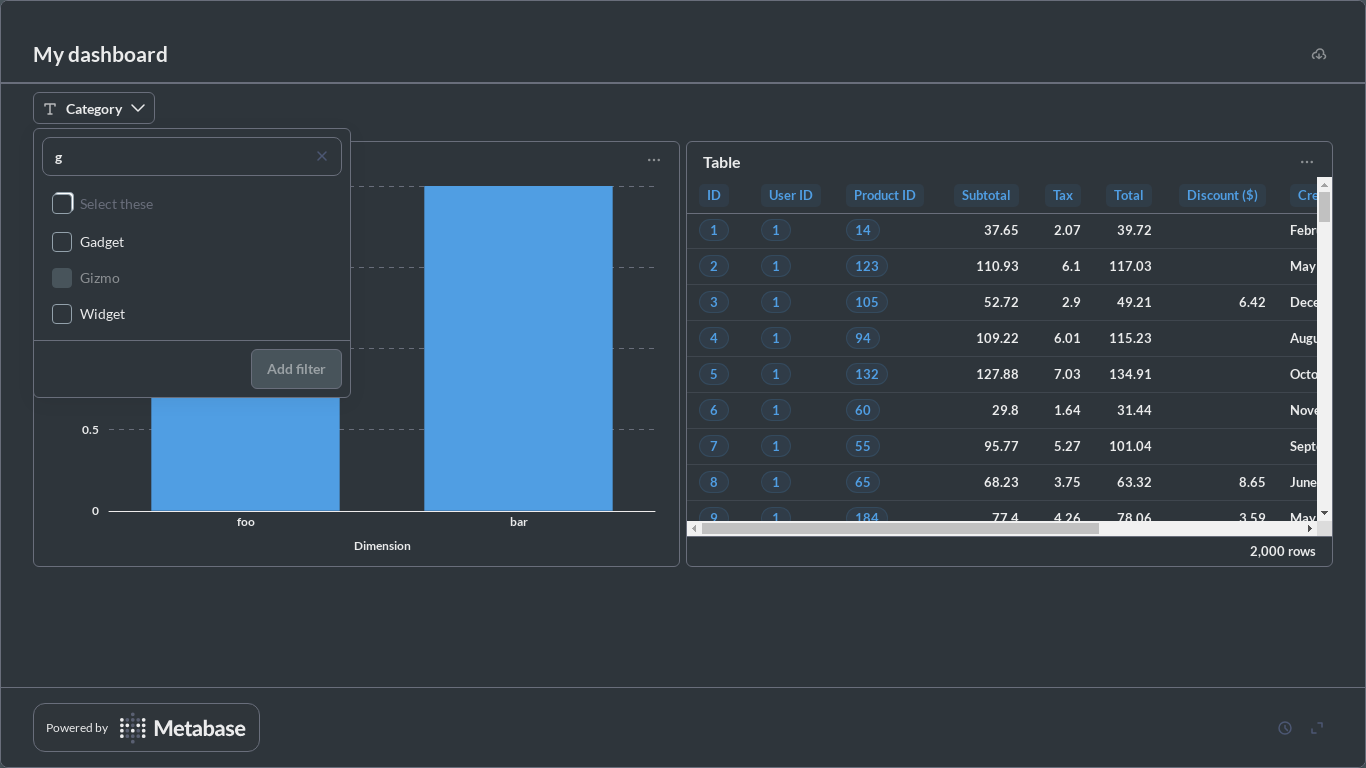 My dashboard
Category
g
Select these
Gadget
Gizmo
Widget
Add filter
0.5
0
foo
bar
Dimension
Table
ID User ID Product ID Subtotal Tax Total Discount ($) Cre
1 1 14 37.65 2.07 39.72 Febr
2 1 123 110.93 6.1 117.03 May
3 1 105 52.72 2.9 49.21 6.42 Dece
4 1 94 109.22 6.01 115.23 Augu
5 1 132 127.88 7.03 134.91 Octo
6 1 60 29.8 1.64 31.44 Nove
7 1 55 95.77 5.27 101.04 Septe
8 1 65 68.23 3.75 63.32 8.65 June
9 1 184 77.4 4.26 78.06 3.59 May
2,000 rows
Powered by Metabase